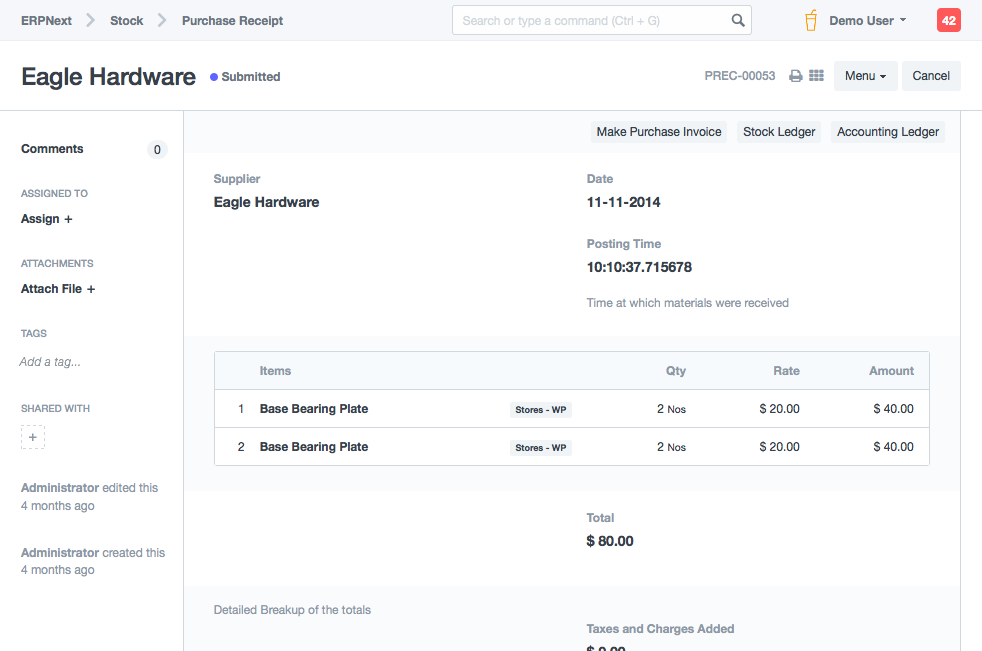 ERPNext Stock Purchase Receipt Search or type a command (Ctrl + G) Demo User 42
Eagle Hardware Submitted PREC-00053 Menu Cancel
Make Purchase Invoice Stock Ledger Accounting Ledger
Comments 0
ASSIGNED TO
Assign +
ATTACHMENTS
Attach File +
TAGS
Add a tag...
SHARED WITH
+
Administrator edited this
4 months ago
Administrator created this
4 months ago
Supplier
Eagle Hardware
Date
11-11-2014
Posting Time
10:10:37.715678
Time at which materials were received
Items Qty Rate Amount
1 Base Bearing Plate Stores - WP 2 Nos $ 20.00 $ 40.00
2 Base Bearing Plate Stores - WP 2 Nos $ 20.00 $ 40.00
Total
$ 80.00
Detailed Breakup of the totals
Taxes and Charges Added
$ 0.00